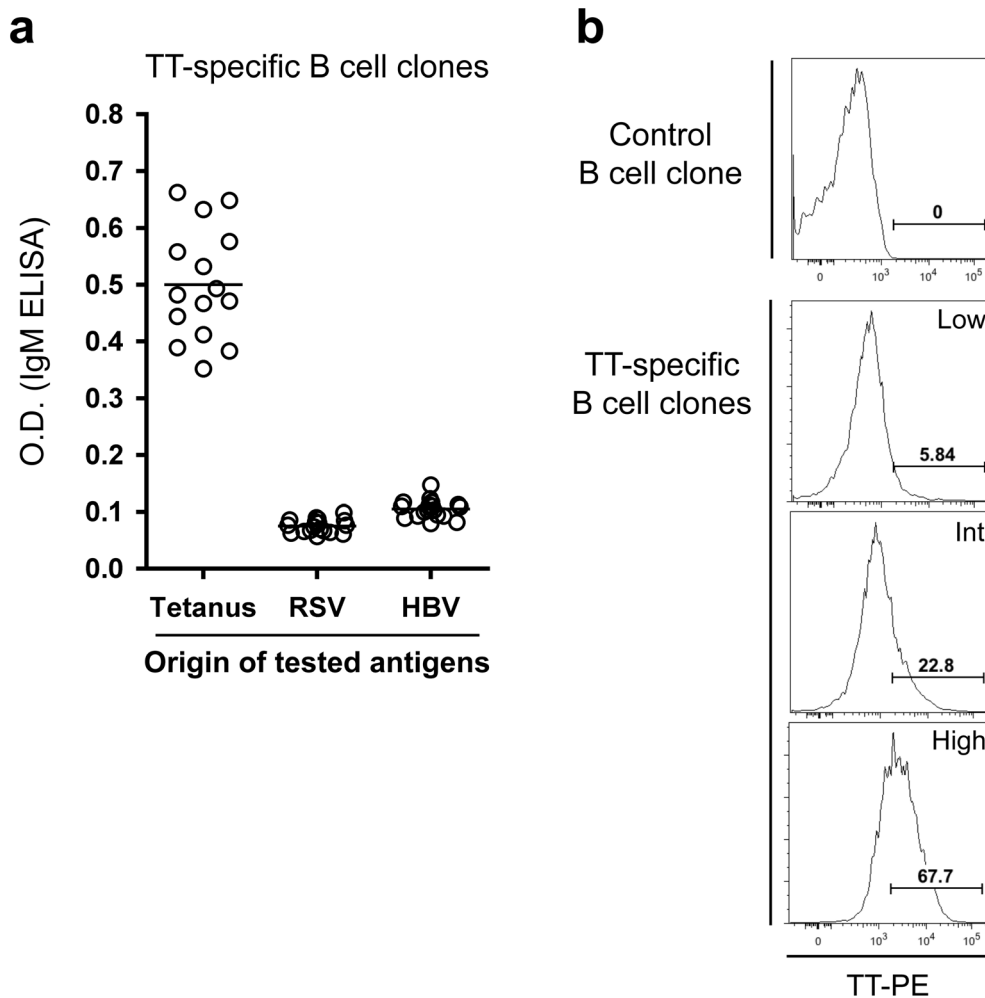 a
TT-specific B cell clones
O.D. (IgM ELISA)
0.8
0.7
0.6
0.5
0.4
0.3
0.2
0.1
0.0
Tetanus RSV HBV
Origin of tested antigens
b
Control
B cell clone
0
0 10³ 10⁴ 10⁵
TT-specific
B cell clones
Low
5.84
Int
22.8
High
67.7
0 10³ 10⁴ 10⁵
TT-PE